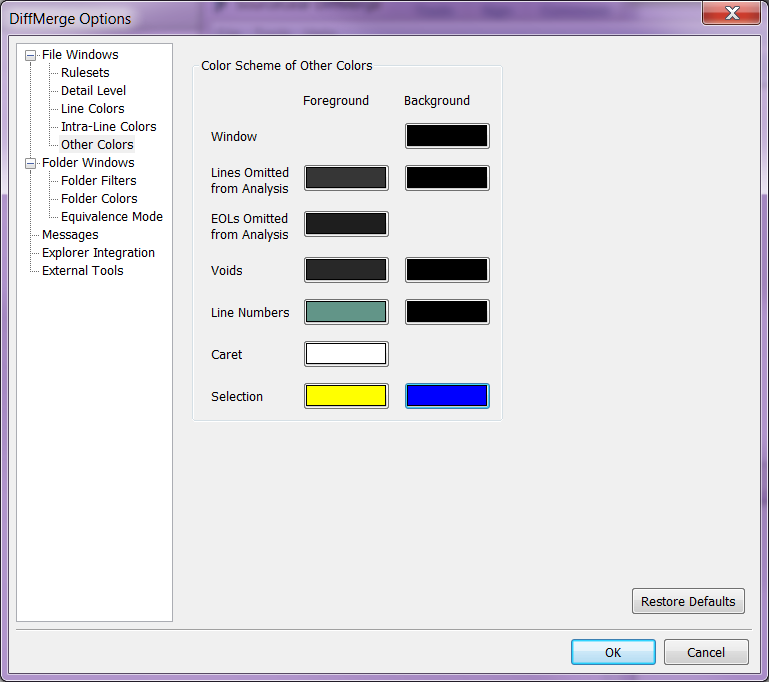 DiffMerge Options
File Windows
Rulesets
Detail Level
Line Colors
Intra-Line Colors
Other Colors
Folder Windows
Folder Filters
Folder Colors
Equivalence Mode
Messages
Explorer Integration
External Tools
Color Scheme of Other Colors
Foreground Background
Window
Lines Omitted
from Analysis
EOLs Omitted
from Analysis
Voids
Line Numbers
Caret
Selection
Restore Defaults
OK Cancel